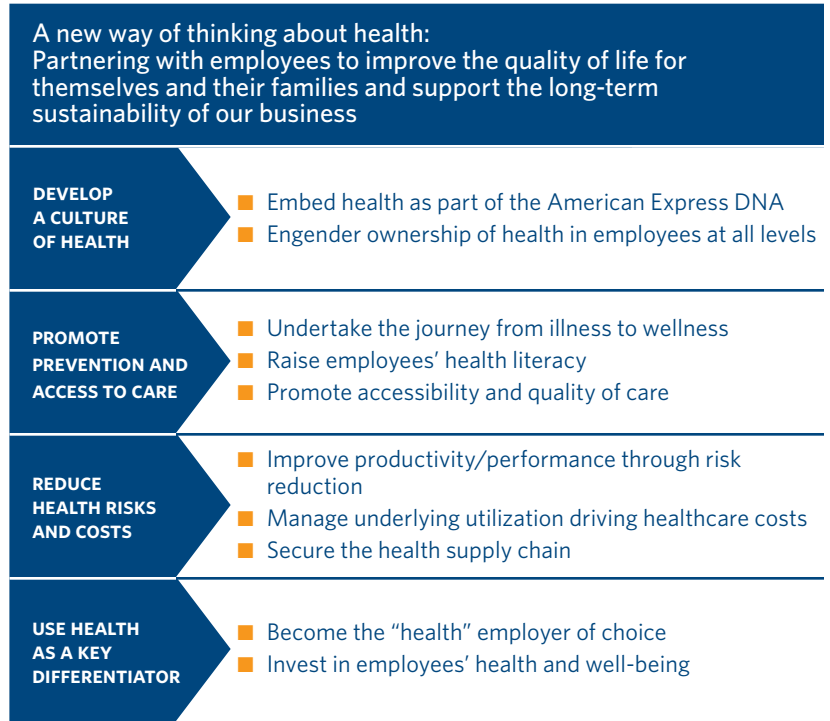 A new way of thinking about health:
Partnering with employees to improve the quality of life for
themselves and their families and support the long-term
sustainability of our business
DEVELOP
A CULTURE
OF HEALTH
Embed health as part of the American Express DNA
Engender ownership of health in employees at all levels
PROMOTE
PREVENTION AND
ACCESS TO CARE
Undertake the journey from illness to wellness
Raise employees’ health literacy
Promote accessibility and quality of care
REDUCE
HEALTH RISKS
AND COSTS
Improve productivity/performance through risk
reduction
Manage underlying utilization driving healthcare costs
Secure the health supply chain
USE HEALTH
AS A KEY
DIFFERENTIATOR
Become the “health” employer of choice
Invest in employees’ health and well-being